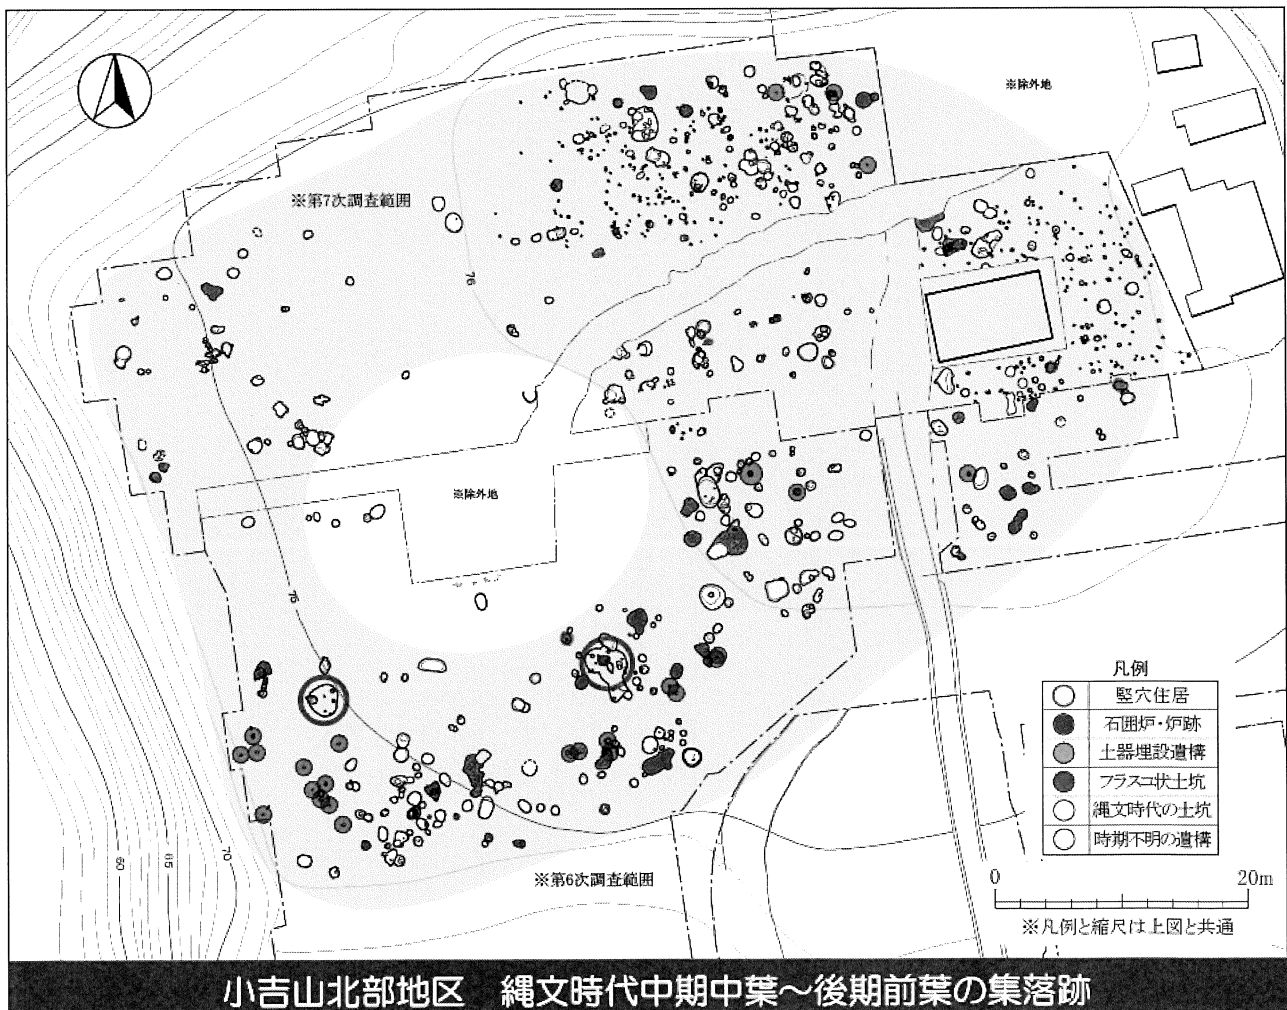 ※除外地
※第7次調査範囲
76
※除外地
76
凡例
竪穴住居
石囲炉・炉跡
土器埋設遺構
フラスコ状土坑
縄文時代の土坑
時期不明の遺構
60
65
70
※第6次調査範囲
0
20m
※凡例と縮尺は上図と共通
小吉山北部地区 縄文時代中期中葉～後期前葉の集落跡